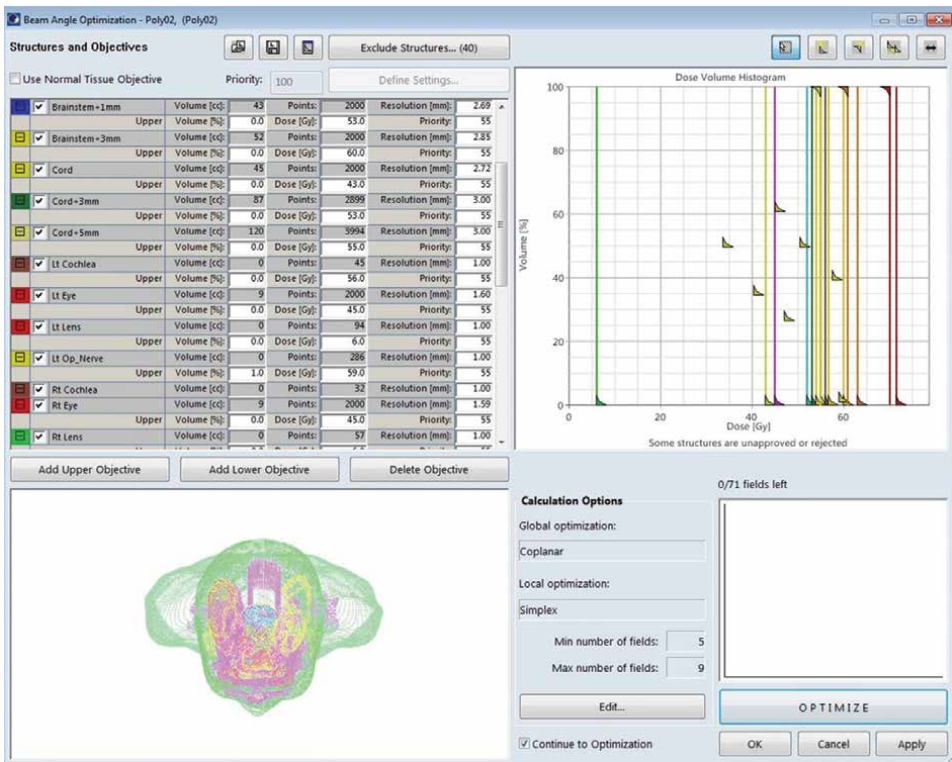 Beam Angle Optimization - Poly02, (Poly02)
Structures and Objectives
Exclude Structures... (40)
Use Normal Tissue Objective Priority: 100 Define Settings...
Brainstem+1mm Volume [cc]: 43 Points: 2000 Resolution [mm]: 2.69
Upper Volume [%]: 0.0 Dose [Gy]: 53.0 Priority: 55
Brainstem+3mm Volume [cc]: 52 Points: 2000 Resolution [mm]: 2.85
Upper Volume [%]: 0.0 Dose [Gy]: 60.0 Priority: 55
Cord Volume [cc]: 45 Points: 2000 Resolution [mm]: 2.72
Upper Volume [%]: 0.0 Dose [Gy]: 43.0 Priority: 55
Cord+3mm Volume [cc]: 87 Points: 2899 Resolution [mm]: 3.00
Upper Volume [%]: 0.0 Dose [Gy]: 53.0 Priority: 55
Cord+5mm Volume [cc]: 120 Points: 3994 Resolution [mm]: 3.00
Upper Volume [%]: 0.0 Dose [Gy]: 55.0 Priority: 55
Lt Cochlea Volume [cc]: 0 Points: 45 Resolution [mm]: 1.00
Upper Volume [%]: 0.0 Dose [Gy]: 56.0 Priority: 55
Lt Eye Volume [cc]: 9 Points: 2000 Resolution [mm]: 1.60
Upper Volume [%]: 0.0 Dose [Gy]: 45.0 Priority: 55
Lt Lens Volume [cc]: 0 Points: 94 Resolution [mm]: 1.00
Upper Volume [%]: 0.0 Dose [Gy]: 6.0 Priority: 55
Lt Op_Nerve Volume [cc]: 0 Points: 286 Resolution [mm]: 1.00
Upper Volume [%]: 1.0 Dose [Gy]: 59.0 Priority: 55
Rt Cochlea Volume [cc]: 0 Points: 32 Resolution [mm]: 1.00
Rt Eye Volume [cc]: 9 Points: 2000 Resolution [mm]: 1.59
Upper Volume [%]: 0.0 Dose [Gy]: 45.0 Priority: 55
Rt Lens Volume [cc]: 0 Points: 57 Resolution [mm]: 1.00
Add Upper Objective Add Lower Objective Delete Objective
Dose Volume Histogram
100
80
60
40
20
0
Volume [%]
0 20 40 60
Dose [Gy]
Some structures are unapproved or rejected
0/71 fields left
Calculation Options
Global optimization:
Coplanar
Local optimization:
Simplex
Min number of fields: 5
Max number of fields: 9
Edit...
OPTIMIZE
Continue to Optimization
OK Cancel Apply